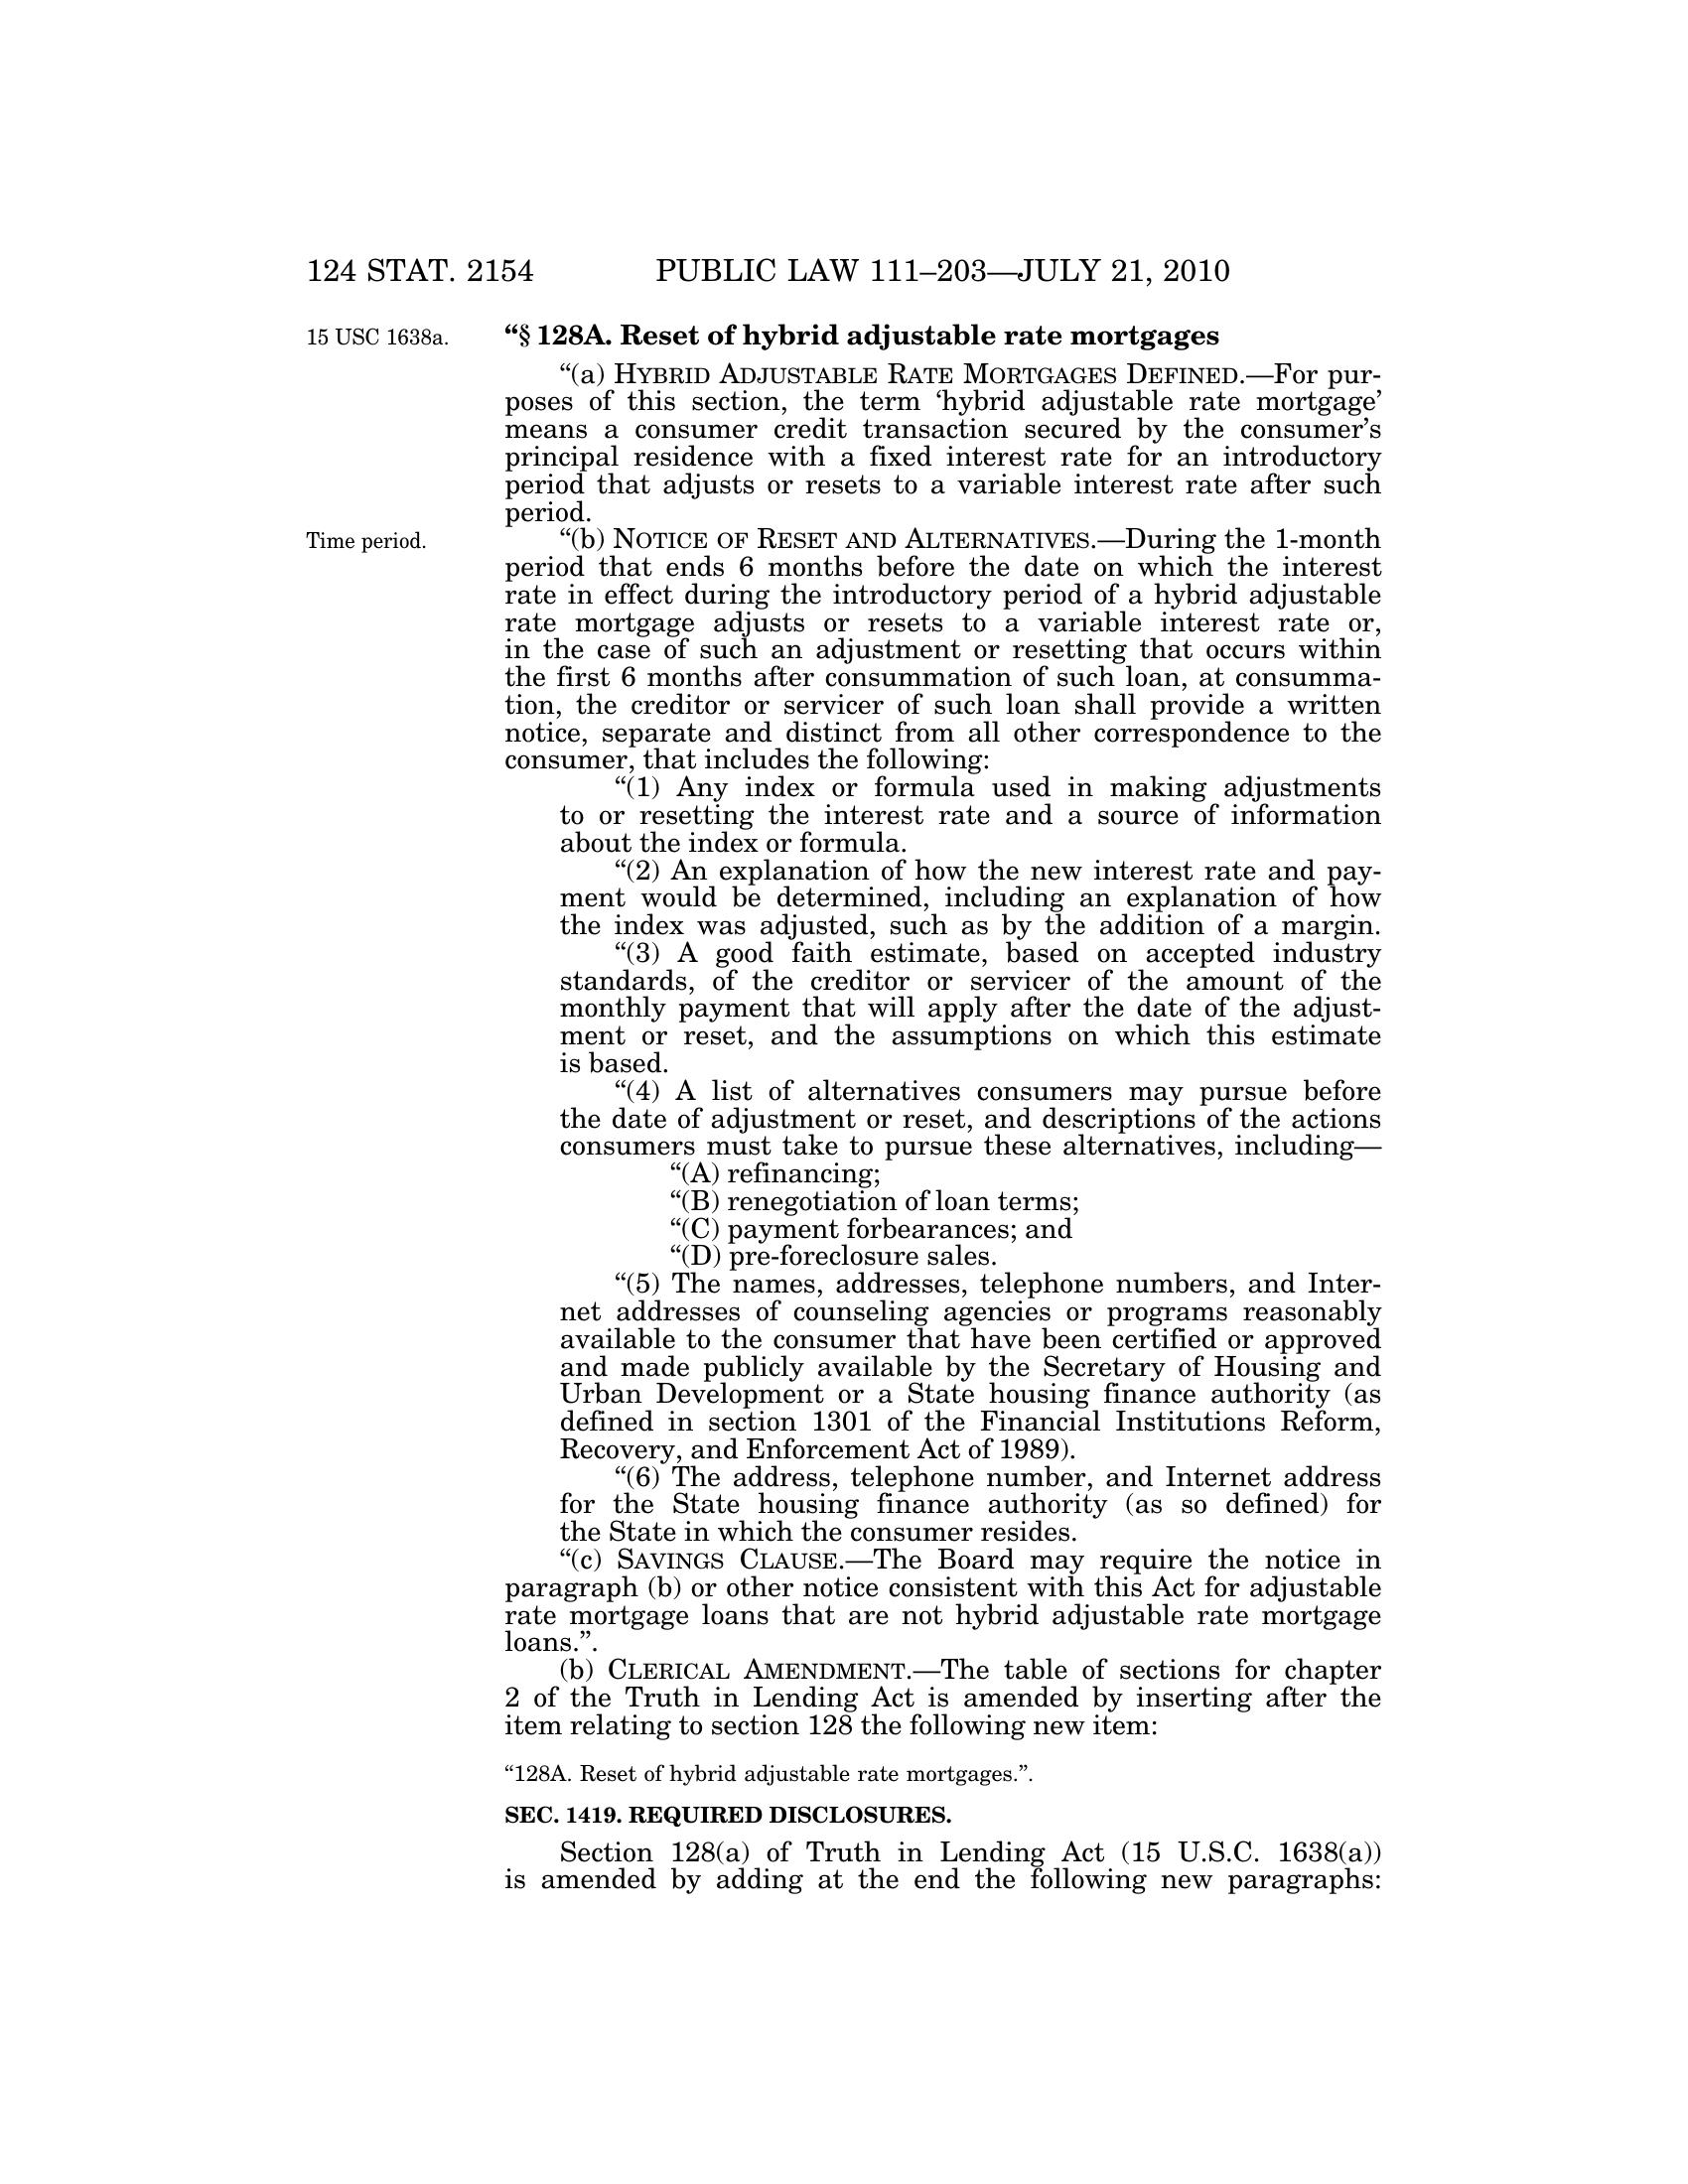 124 STAT. 2154 PUBLIC LAW 111–203—JULY 21, 2010
15 USC 1638a.
“§ 128A. Reset of hybrid adjustable rate mortgages
“(a) HYBRID ADJUSTABLE RATE MORTGAGES DEFINED.—For pur-
poses of this section, the term ‘hybrid adjustable rate mortgage’
means a consumer credit transaction secured by the consumer’s
principal residence with a fixed interest rate for an introductory
period that adjusts or resets to a variable interest rate after such
period.
Time period.
“(b) NOTICE OF RESET AND ALTERNATIVES.—During the 1-month
period that ends 6 months before the date on which the interest
rate in effect during the introductory period of a hybrid adjustable
rate mortgage adjusts or resets to a variable interest rate or,
in the case of such an adjustment or resetting that occurs within
the first 6 months after consummation of such loan, at consumma-
tion, the creditor or servicer of such loan shall provide a written
notice, separate and distinct from all other correspondence to the
consumer, that includes the following:
“(1) Any index or formula used in making adjustments
to or resetting the interest rate and a source of information
about the index or formula.
“(2) An explanation of how the new interest rate and pay-
ment would be determined, including an explanation of how
the index was adjusted, such as by the addition of a margin.
“(3) A good faith estimate, based on accepted industry
standards, of the creditor or servicer of the amount of the
monthly payment that will apply after the date of the adjust-
ment or reset, and the assumptions on which this estimate
is based.
“(4) A list of alternatives consumers may pursue before
the date of adjustment or reset, and descriptions of the actions
consumers must take to pursue these alternatives, including—
“(A) refinancing;
“(B) renegotiation of loan terms;
“(C) payment forbearances; and
“(D) pre-foreclosure sales.
“(5) The names, addresses, telephone numbers, and Inter-
net addresses of counseling agencies or programs reasonably
available to the consumer that have been certified or approved
and made publicly available by the Secretary of Housing and
Urban Development or a State housing finance authority (as
defined in section 1301 of the Financial Institutions Reform,
Recovery, and Enforcement Act of 1989).
“(6) The address, telephone number, and Internet address
for the State housing finance authority (as so defined) for
the State in which the consumer resides.
“(c) SAVINGS CLAUSE.—The Board may require the notice in
paragraph (b) or other notice consistent with this Act for adjustable
rate mortgage loans that are not hybrid adjustable rate mortgage
loans.”.
(b) CLERICAL AMENDMENT.—The table of sections for chapter
2 of the Truth in Lending Act is amended by inserting after the
item relating to section 128 the following new item:
“128A. Reset of hybrid adjustable rate mortgages.”.
SEC. 1419. REQUIRED DISCLOSURES.
Section 128(a) of Truth in Lending Act (15 U.S.C. 1638(a))
is amended by adding at the end the following new paragraphs: